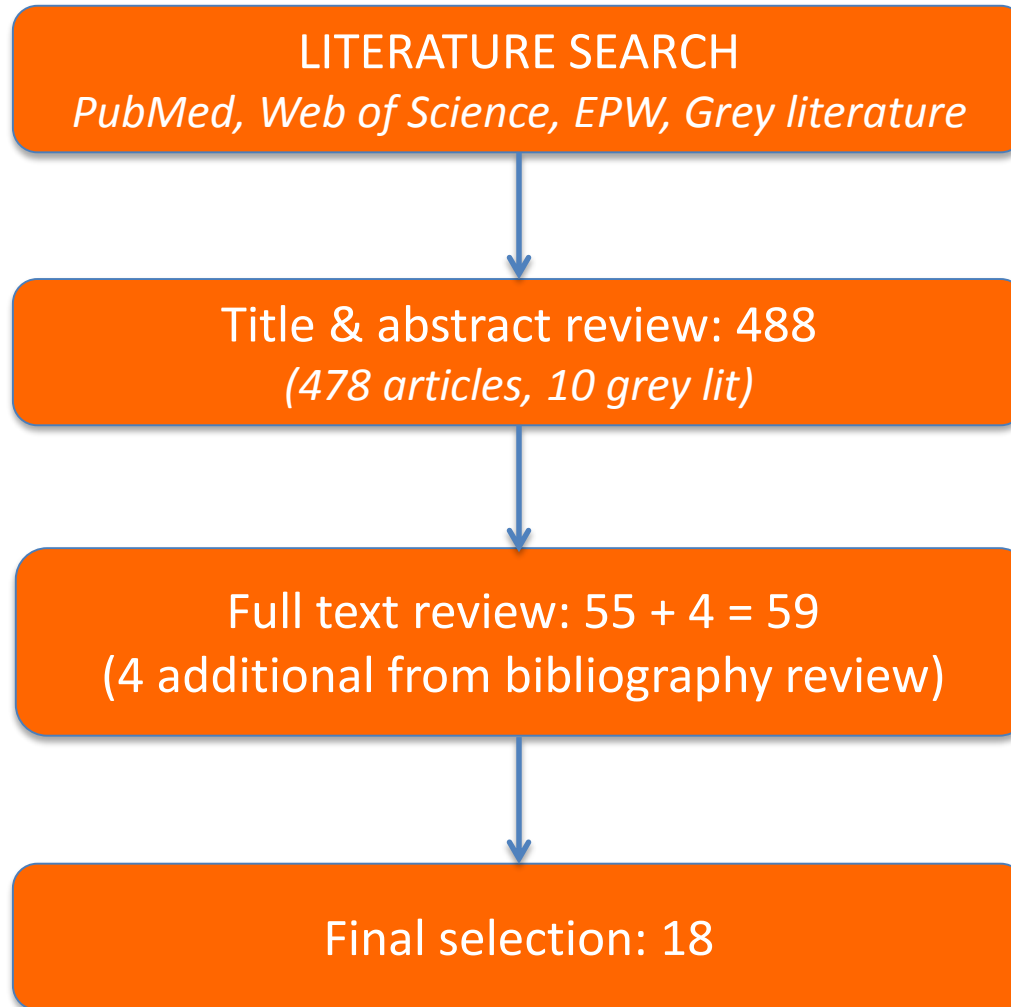 LITERATURE SEARCH
PubMed, Web of Science, EPW, Grey literature
Title & abstract review: 488
(478 articles, 10 grey lit)
Full text review: 55 + 4 = 59
(4 additional from bibliography review)
Final selection: 18